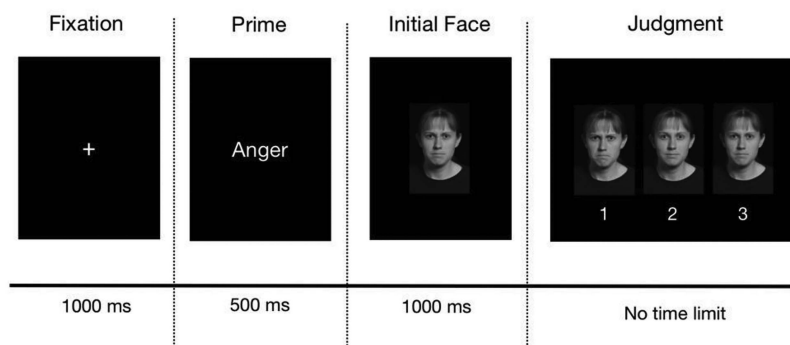 Fixation
Prime
Initial Face
Judgment
+
Anger
1 2 3
1000 ms
500 ms
1000 ms
No time limit